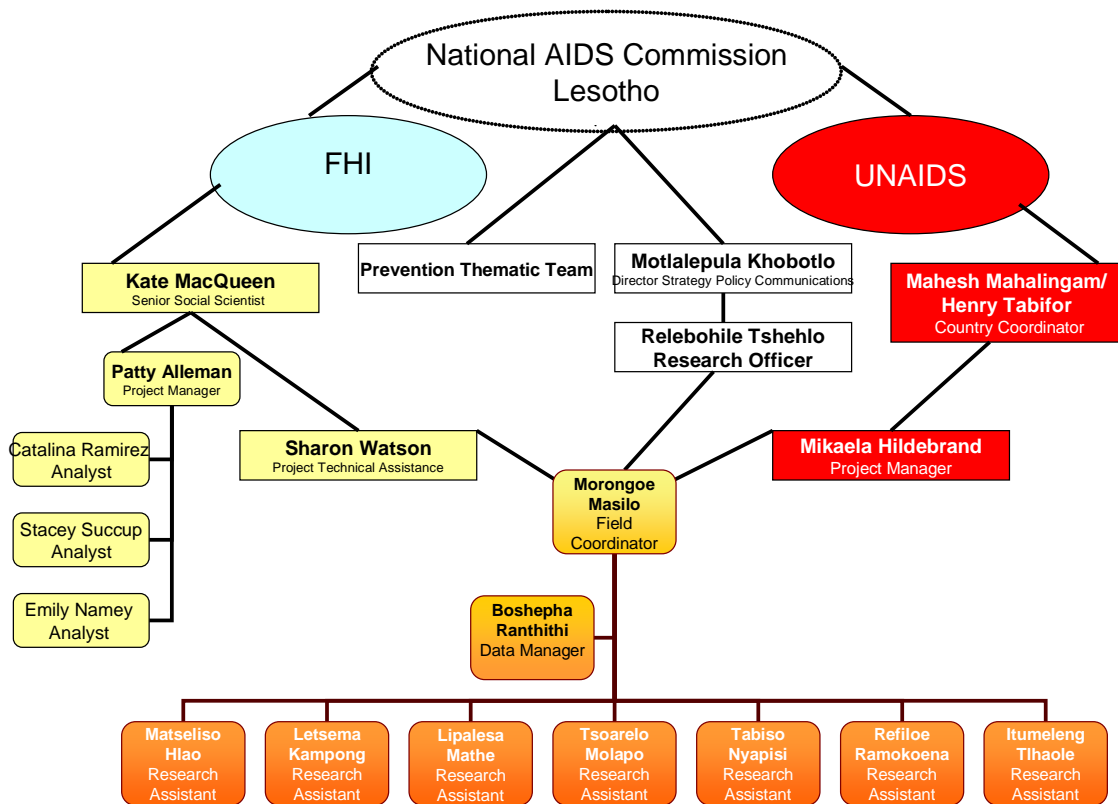 National AIDS Commission
Lesotho
FHI
UNAIDS
Kate MacQueen
Senior Social Scientist
Prevention Thematic Team
Motlalepula Khobotlo
Director Strategy Policy Communications
Mahesh Mahalingam/
Henry Tabifor
Country Coordinator
Relebohile Tshehlo
Research Officer
Patty Alleman
Project Manager
Catalina Ramirez
Analyst
Sharon Watson
Project Technical Assistance
Mikaela Hildebrand
Project Manager
Morongoe
Masilo
Field
Coordinator
Stacey Succup
Analyst
Emily Namey
Analyst
Boshepha
Ranthithi
Data Manager
Matseliso
Hlao
Research
Assistant
Letsema
Kampong
Research
Assistant
Lipalesa
Mathe
Research
Assistant
Tsoarelo
Molapo
Research
Assistant
Tabiso
Nyapisi
Research
Assistant
Refiloe
Ramokoena
Research
Assistant
Itumeleng
Tlhaole
Research
Assistant